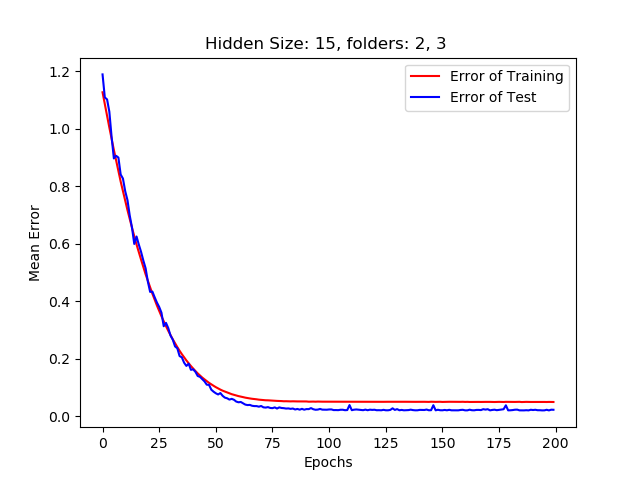 Hidden Size: 15, folders: 2, 3
Error of Training
Error of Test
Mean Error
1.2
1.0
0.8
0.6
0.4
0.2
0.0
0 25 50 75 100 125 150 175 200
Epochs